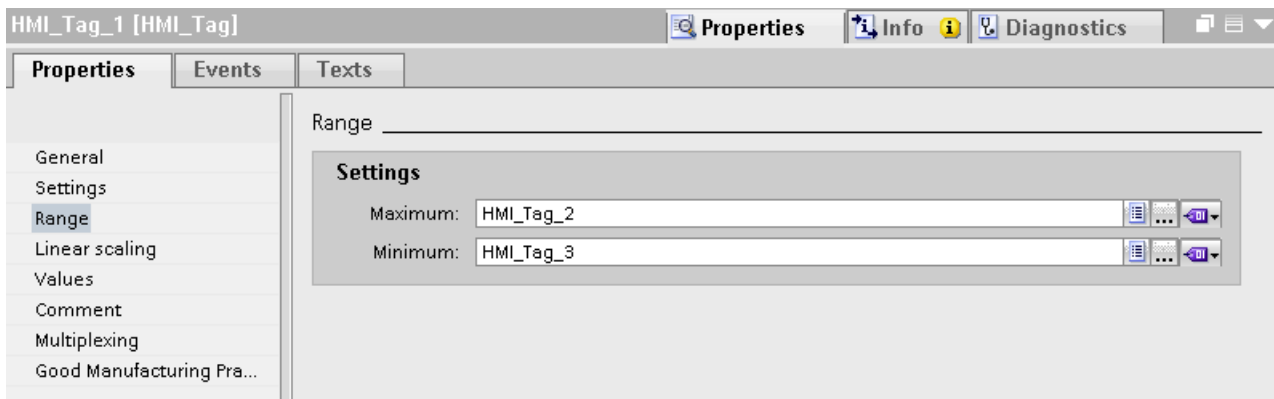 HMI_Tag_1 [HMI_Tag]
Properties
Info
Diagnostics
Properties
Events
Texts
General
Settings
Range
Linear scaling
Values
Comment
Multiplexing
Good Manufacturing Pra...
Range
Settings
Maximum: HMI_Tag_2
Minimum: HMI_Tag_3